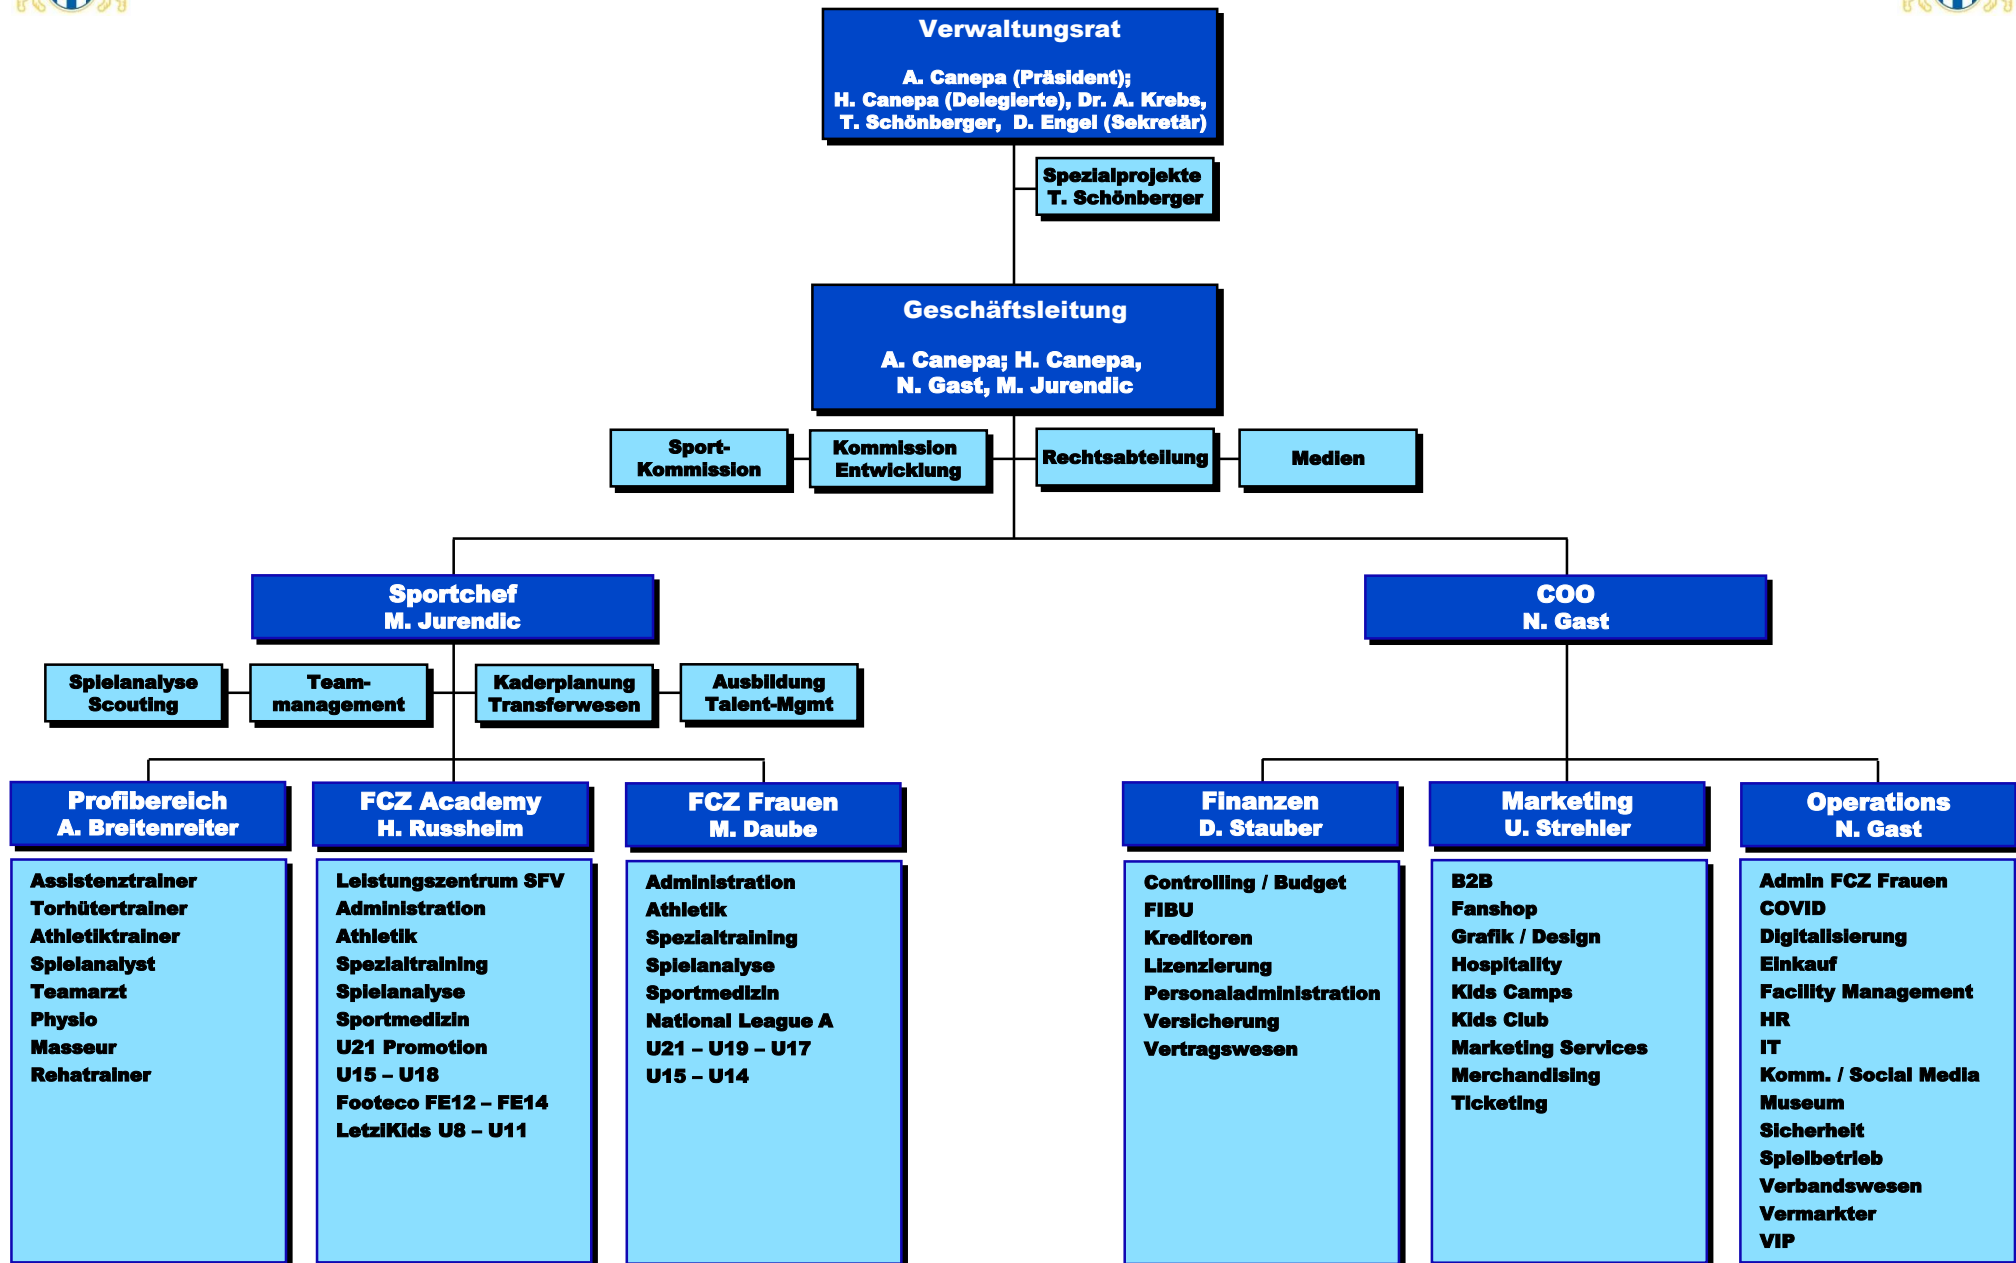 Verwaltungsrat
A. Canepa (Präsident);
H. Canepa (Delegierte), Dr. A. Krebs,
T. Schönberger, D. Engel (Sekretär)
Spezialprojekte
T. Schönberger
Geschäftsleitung
A. Canepa; H. Canepa,
N. Gast, M. Jurendic
Sport-
Kommission
Kommission
Entwicklung
Rechtsabteilung
Medien
Sportchef
M. Jurendic
COO
N. Gast
Spielanalyse
Scouting
Team-
management
Kaderplanung
Transferwesen
Ausbildung
Talent-Mgmt
Profibereich
A. Breitenreiter
Assistenztrainer
Torhütertrainer
Athletiktrainer
Spielanalyst
Teamarzt
Physio
Masseur
Rehatrainer
FCZ Academy
H. Russheim
Leistungszentrum SFV
Administration
Athletik
Spezialtraining
Spielanalyse
Sportmedizin
U21 Promotion
U15 – U18
Footeco FE12 – FE14
LetziKids U8 – U11
FCZ Frauen
M. Daube
Administration
Athletik
Spezialtraining
Spielanalyse
Sportmedizin
National League A
U21 – U19 – U17
U15 – U14
Finanzen
D. Stauber
Controlling / Budget
FIBU
Kreditoren
Lizenzierung
Personaladministration
Versicherung
Vertragswesen
Marketing
U. Strehler
B2B
Fanshop
Grafik / Design
Hospitality
Kids Camps
Kids Club
Marketing Services
Merchandising
Ticketing
Operations
N. Gast
Admin FCZ Frauen
COVID
Digitalisierung
Einkauf
Facility Management
HR
IT
Komm. / Social Media
Museum
Sicherheit
Spielbetrieb
Verbandswesen
Vermarkter
VIP